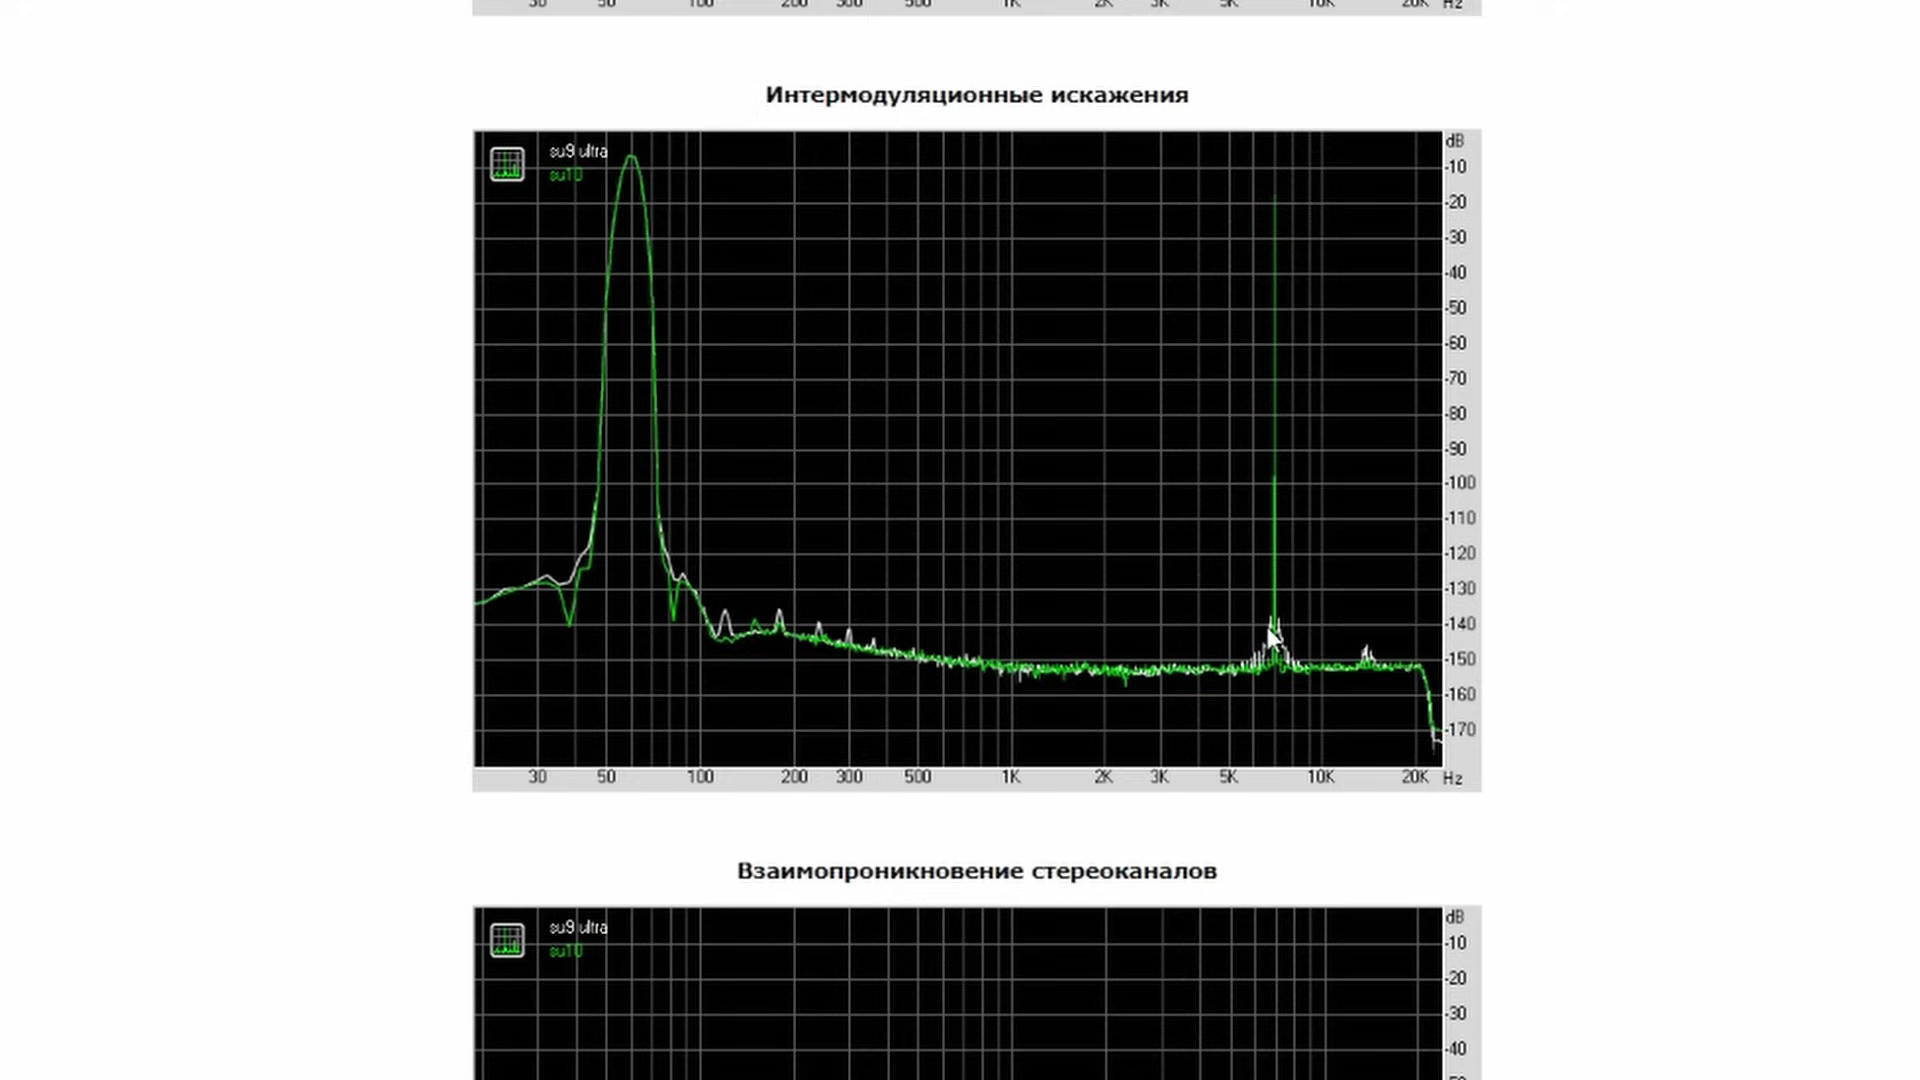 30 50 100 200 300 500 1K 2K 3K 5K 10K 20K Hz
Интермодуляционные искажения
su9 ultra
su10
dB
-10
-20
-30
-40
-50
-60
-70
-80
-90
-100
-110
-120
-130
-140
-150
-160
-170
30 50 100 200 300 500 1K 2K 3K 5K 10K 20K Hz
Взаимопроникновение стереоканалов
su9 ultra
su10
dB
-10
-20
-30
-40